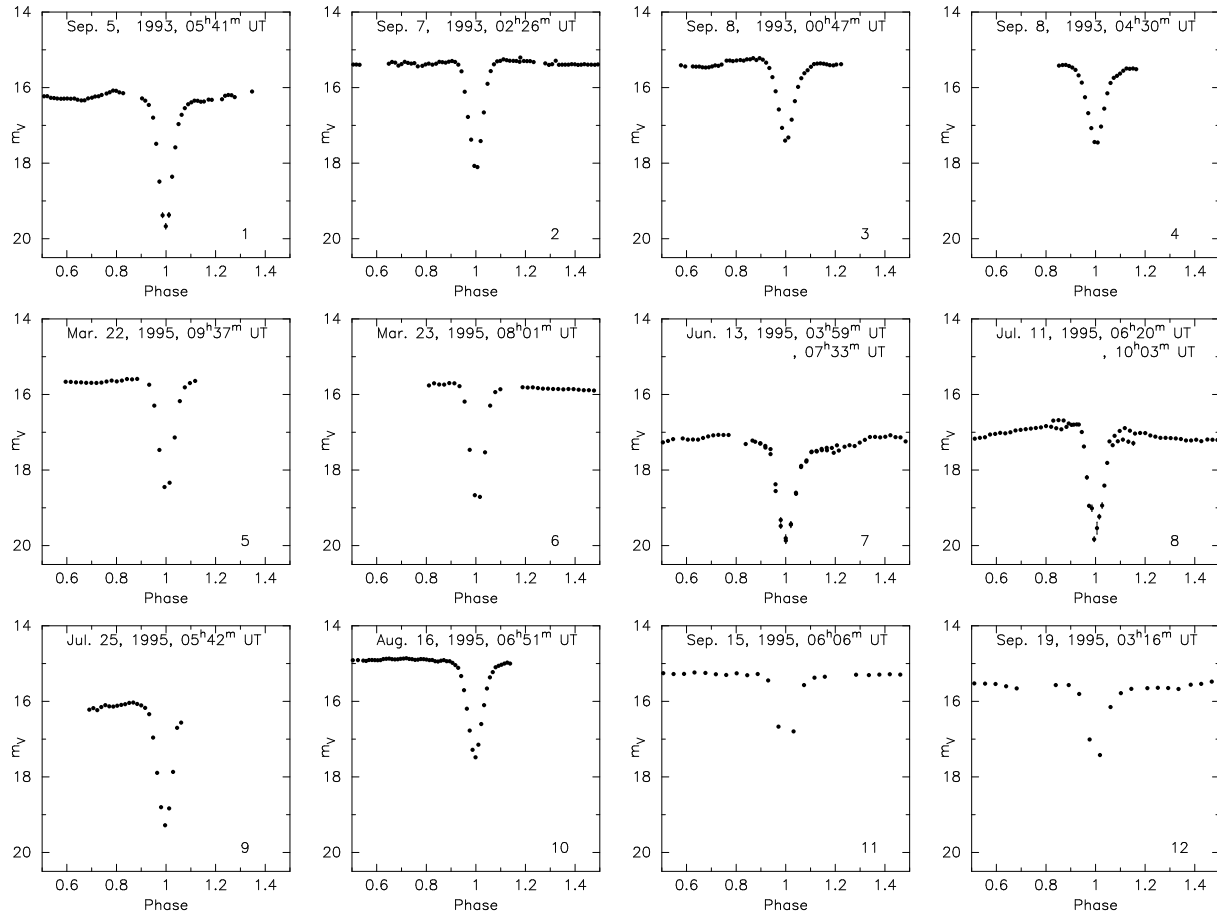 Sep. 5, 1993, 05ʰ41ᵐ UT
14
16
18
20
mV
1
0.6 0.8 1 1.2 1.4
Phase
Sep. 7, 1993, 02ʰ26ᵐ UT
14
16
18
20
mV
2
0.6 0.8 1 1.2 1.4
Phase
Sep. 8, 1993, 00ʰ47ᵐ UT
14
16
18
20
mV
3
0.6 0.8 1 1.2 1.4
Phase
Sep. 8, 1993, 04ʰ30ᵐ UT
14
16
18
20
mV
4
0.6 0.8 1 1.2 1.4
Phase
Mar. 22, 1995, 09ʰ37ᵐ UT
14
16
18
20
mV
5
0.6 0.8 1 1.2 1.4
Phase
Mar. 23, 1995, 08ʰ01ᵐ UT
14
16
18
20
mV
6
0.6 0.8 1 1.2 1.4
Phase
Jun. 13, 1995, 03ʰ59ᵐ UT
, 07ʰ33ᵐ UT
14
16
18
20
mV
7
0.6 0.8 1 1.2 1.4
Phase
Jul. 11, 1995, 06ʰ20ᵐ UT
, 10ʰ03ᵐ UT
14
16
18
20
mV
8
0.6 0.8 1 1.2 1.4
Phase
Jul. 25, 1995, 05ʰ42ᵐ UT
14
16
18
20
mV
9
0.6 0.8 1 1.2 1.4
Phase
Aug. 16, 1995, 06ʰ51ᵐ UT
14
16
18
20
mV
10
0.6 0.8 1 1.2 1.4
Phase
Sep. 15, 1995, 06ʰ06ᵐ UT
14
16
18
20
mV
11
0.6 0.8 1 1.2 1.4
Phase
Sep. 19, 1995, 03ʰ16ᵐ UT
14
16
18
20
mV
12
0.6 0.8 1 1.2 1.4
Phase